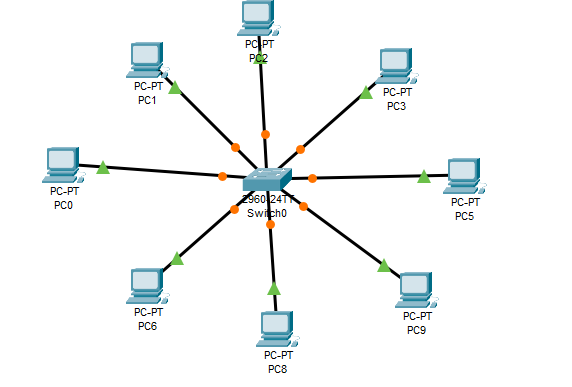 PC-PT
PC2
PC-PT
PC1
PC-PT
PC3
PC-PT
PC0
2960-24TT
Switch0
PC-PT
PC5
PC-PT
PC6
PC-PT
PC9
PC-PT
PC8